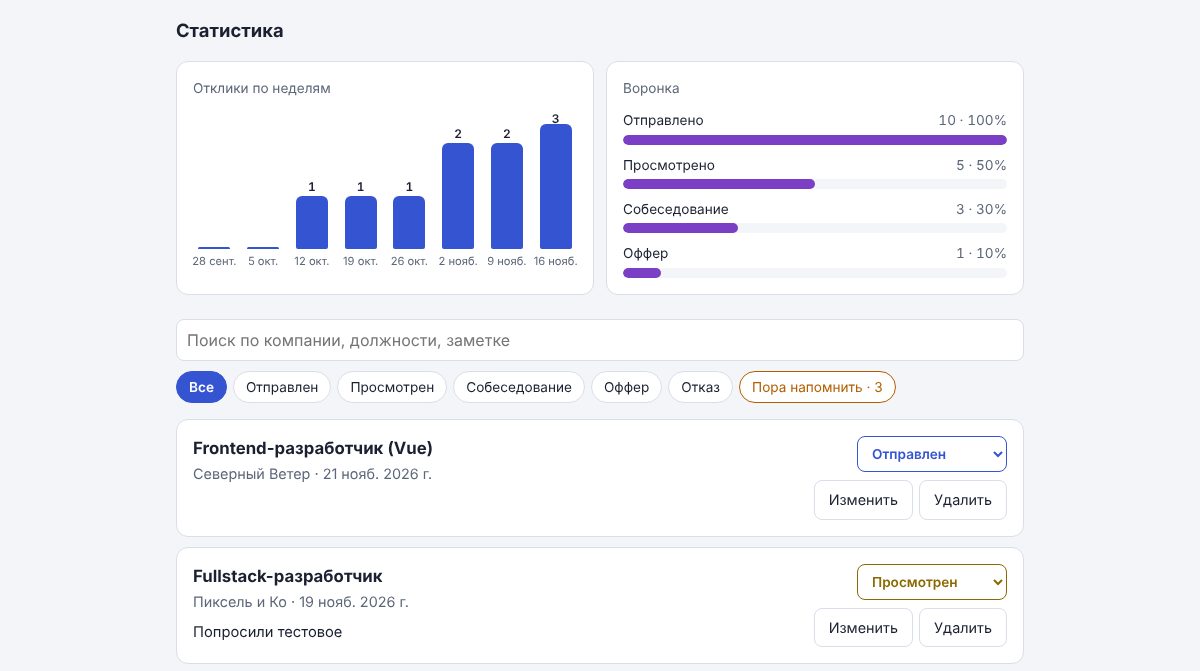 Статистика
Отклики по неделям
1
1
1
2
2
3
28 сент.
5 окт.
12 окт.
19 окт.
26 окт.
2 нояб.
9 нояб.
16 нояб.
Воронка
Отправлено 10 · 100%
Просмотрено 5 · 50%
Собеседование 3 · 30%
Оффер 1 · 10%
Поиск по компании, должности, заметке
Все Отправлен Просмотрен Собеседование Оффер Отказ Пора напомнить · 3
Frontend-разработчик (Vue)
Северный Ветер · 21 нояб. 2026 г.
Отправлен
Изменить Удалить
Fullstack-разработчик
Пиксель и Ко · 19 нояб. 2026 г.
Попросили тестовое
Просмотрен
Изменить Удалить